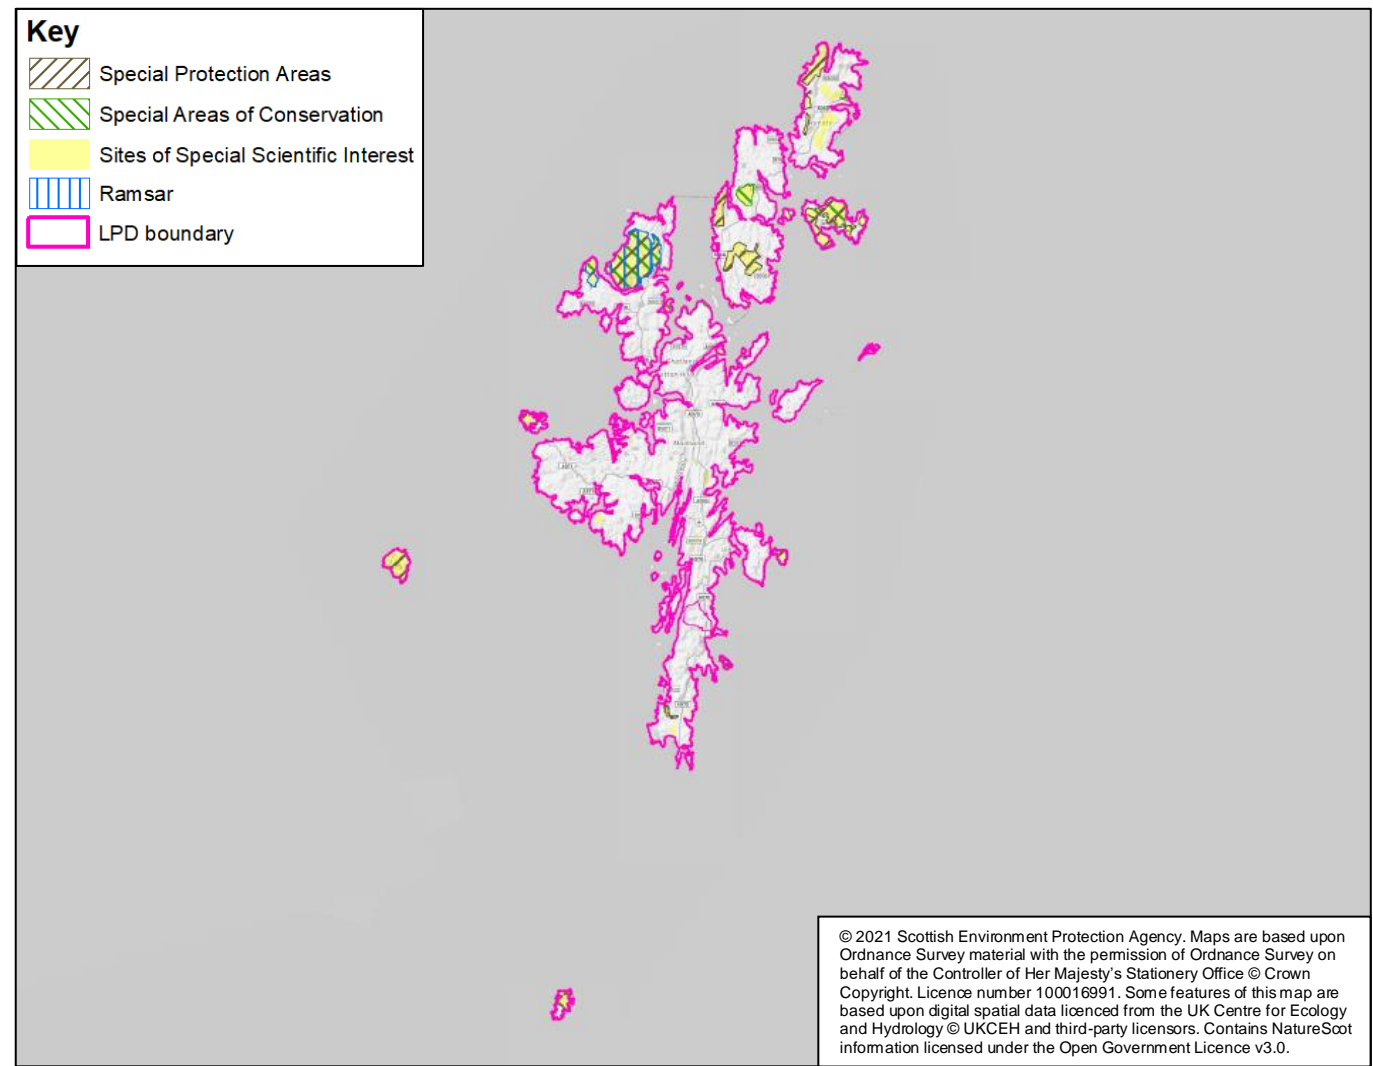 Key
Special Protection Areas
Special Areas of Conservation
Sites of Special Scientific Interest
Ramsar
LPD boundary
© 2021 Scottish Environment Protection Agency. Maps are based upon
Ordnance Survey material with the permission of Ordnance Survey on
behalf of the Controller of Her Majesty's Stationery Office © Crown
Copyright. Licence number 100016991. Some features of this map are
based upon digital spatial data licenced from the UK Centre for Ecology
and Hydrology © UKCEH and third-party licensors. Contains NatureScot
information licensed under the Open Government Licence v3.0.